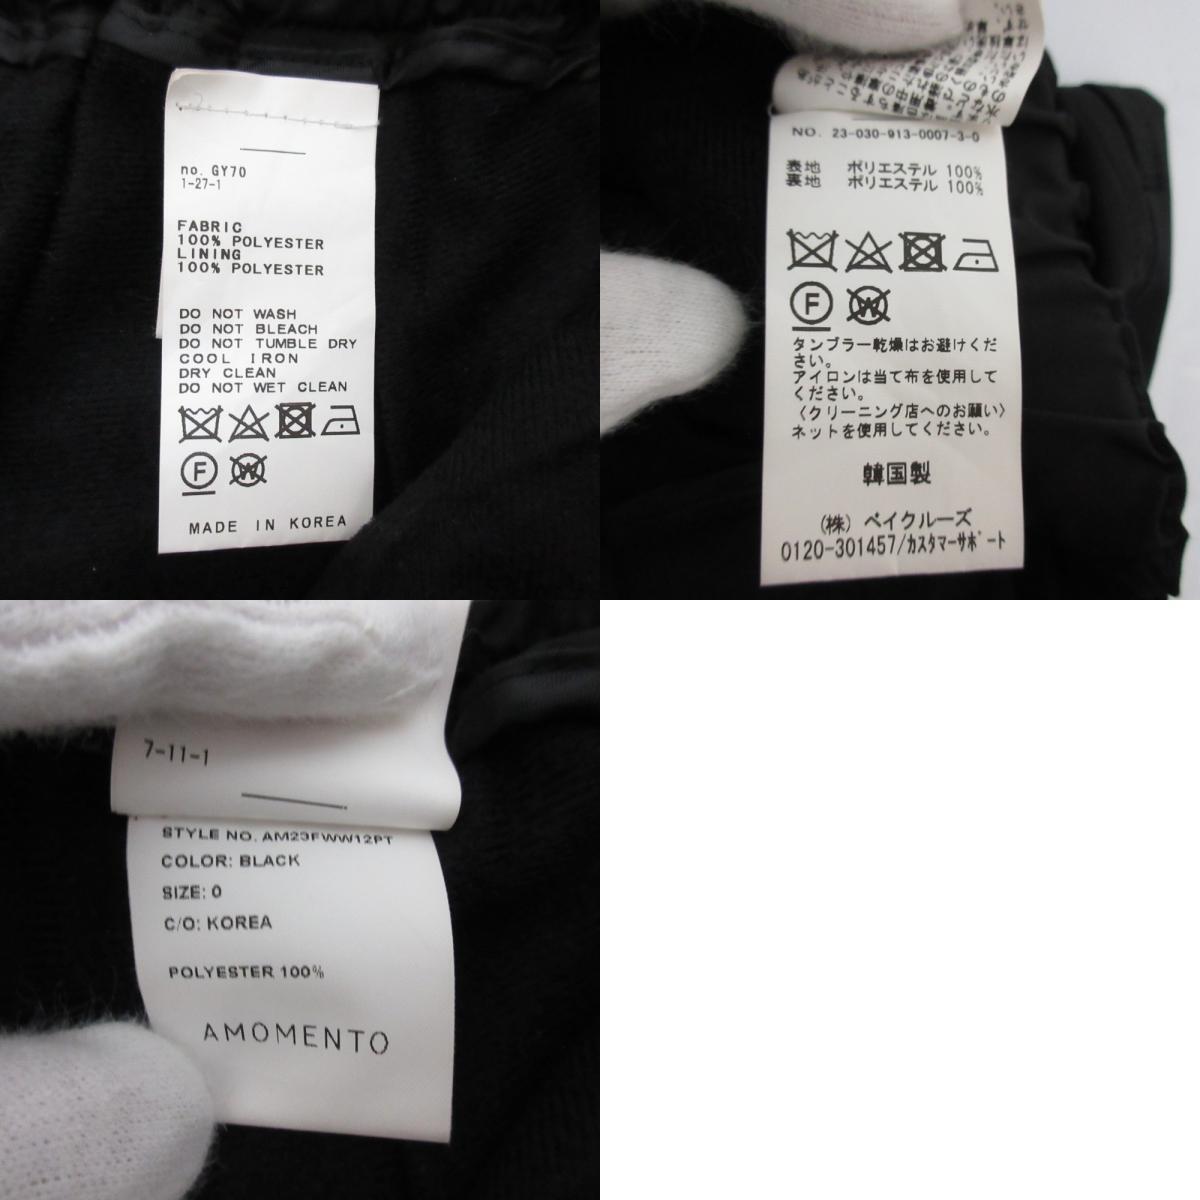 no. GY70
1-27-1
FABRIC
100% POLYESTER
LINING
100% POLYESTER
DO NOT WASH
DO NOT BLEACH
DO NOT TUMBLE DRY
COOL IRON
DRY CLEAN
DO NOT WET CLEAN
F W
MADE IN KOREA
NO. 23-030-913-0007-3-0
表地 ポリエステル 100%
裏地 ポリエステル 100%
F W
タンブラー乾燥はお避けくだ
さい。
アイロンは当て布を使用して
ください。
〈クリーニング店へのお願い〉
ネットを使用してください。
韓国製
(株) ベイクルーズ
0120-301457/カスタマーサポート
7-11-1
STYLE NO. AM23FWW12PT
COLOR: BLACK
SIZE: 0
C/O: KOREA
POLYESTER 100%
AMOMENTO